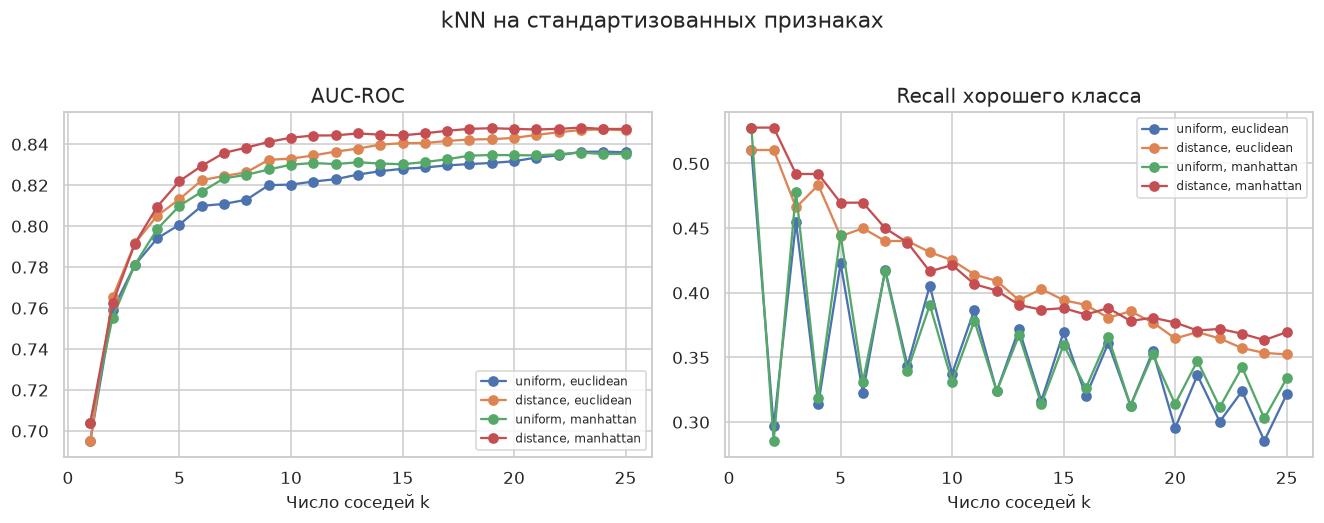 kNN на стандартизованных признаках
AUC-ROC
0.84
0.82
0.80
0.78
0.76
0.74
0.72
0.70
uniform, euclidean
distance, euclidean
uniform, manhattan
distance, manhattan
0 5 10 15 20 25
Число соседей k
Recall хорошего класса
0.50
0.45
0.40
0.35
0.30
uniform, euclidean
distance, euclidean
uniform, manhattan
distance, manhattan
0 5 10 15 20 25
Число соседей k